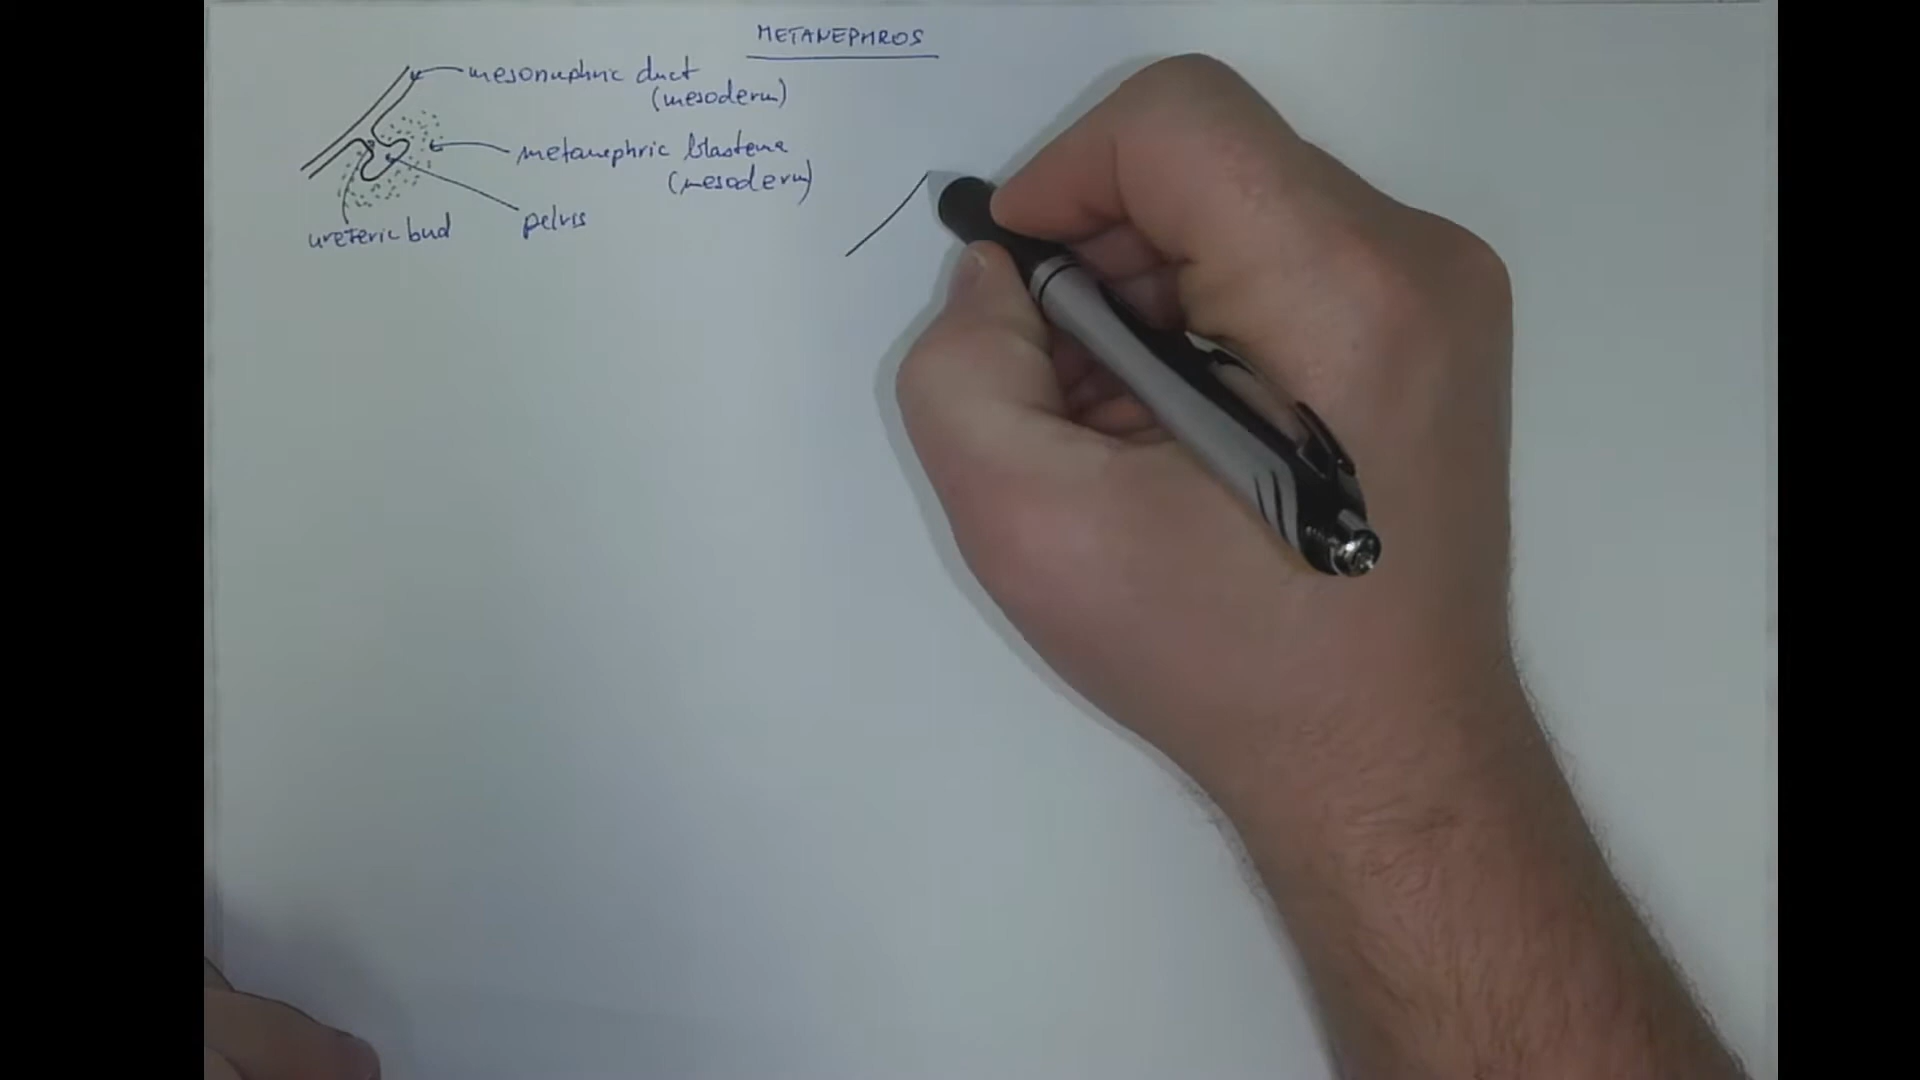 METANEPHROS
mesonephric duct
(mesoderm)
metanephric blastema
(mesoderm)
pelvis
ureteric bud